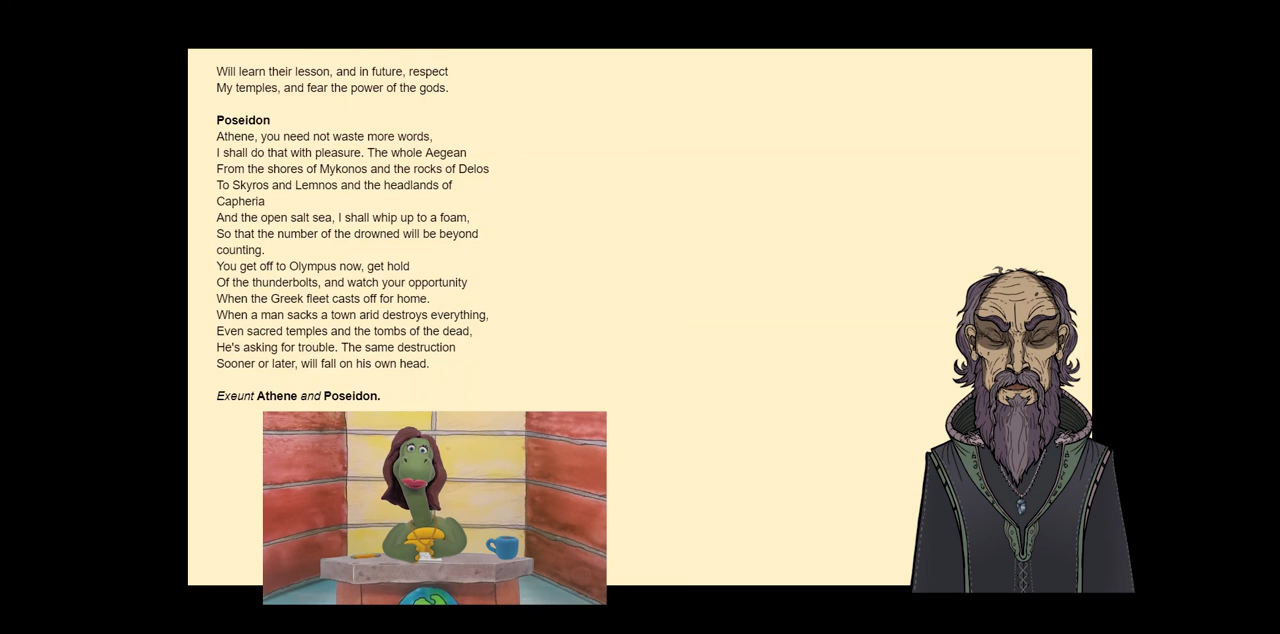 Will learn their lesson, and in future, respect
My temples, and fear the power of the gods.
Poseidon
Athene, you need not waste more words,
I shall do that with pleasure. The whole Aegean
From the shores of Mykonos and the rocks of Delos
To Skyros and Lemnos and the headlands of
Capheria
And the open salt sea, I shall whip up to a foam,
So that the number of the drowned will be beyond
counting.
You get off to Olympus now, get hold
Of the thunderbolts, and watch your opportunity
When the Greek fleet casts off for home.
When a man sacks a town arid destroys everything,
Even sacred temples and the tombs of the dead,
He's asking for trouble. The same destruction
Sooner or later, will fall on his own head.
Exeunt Athene and Poseidon.